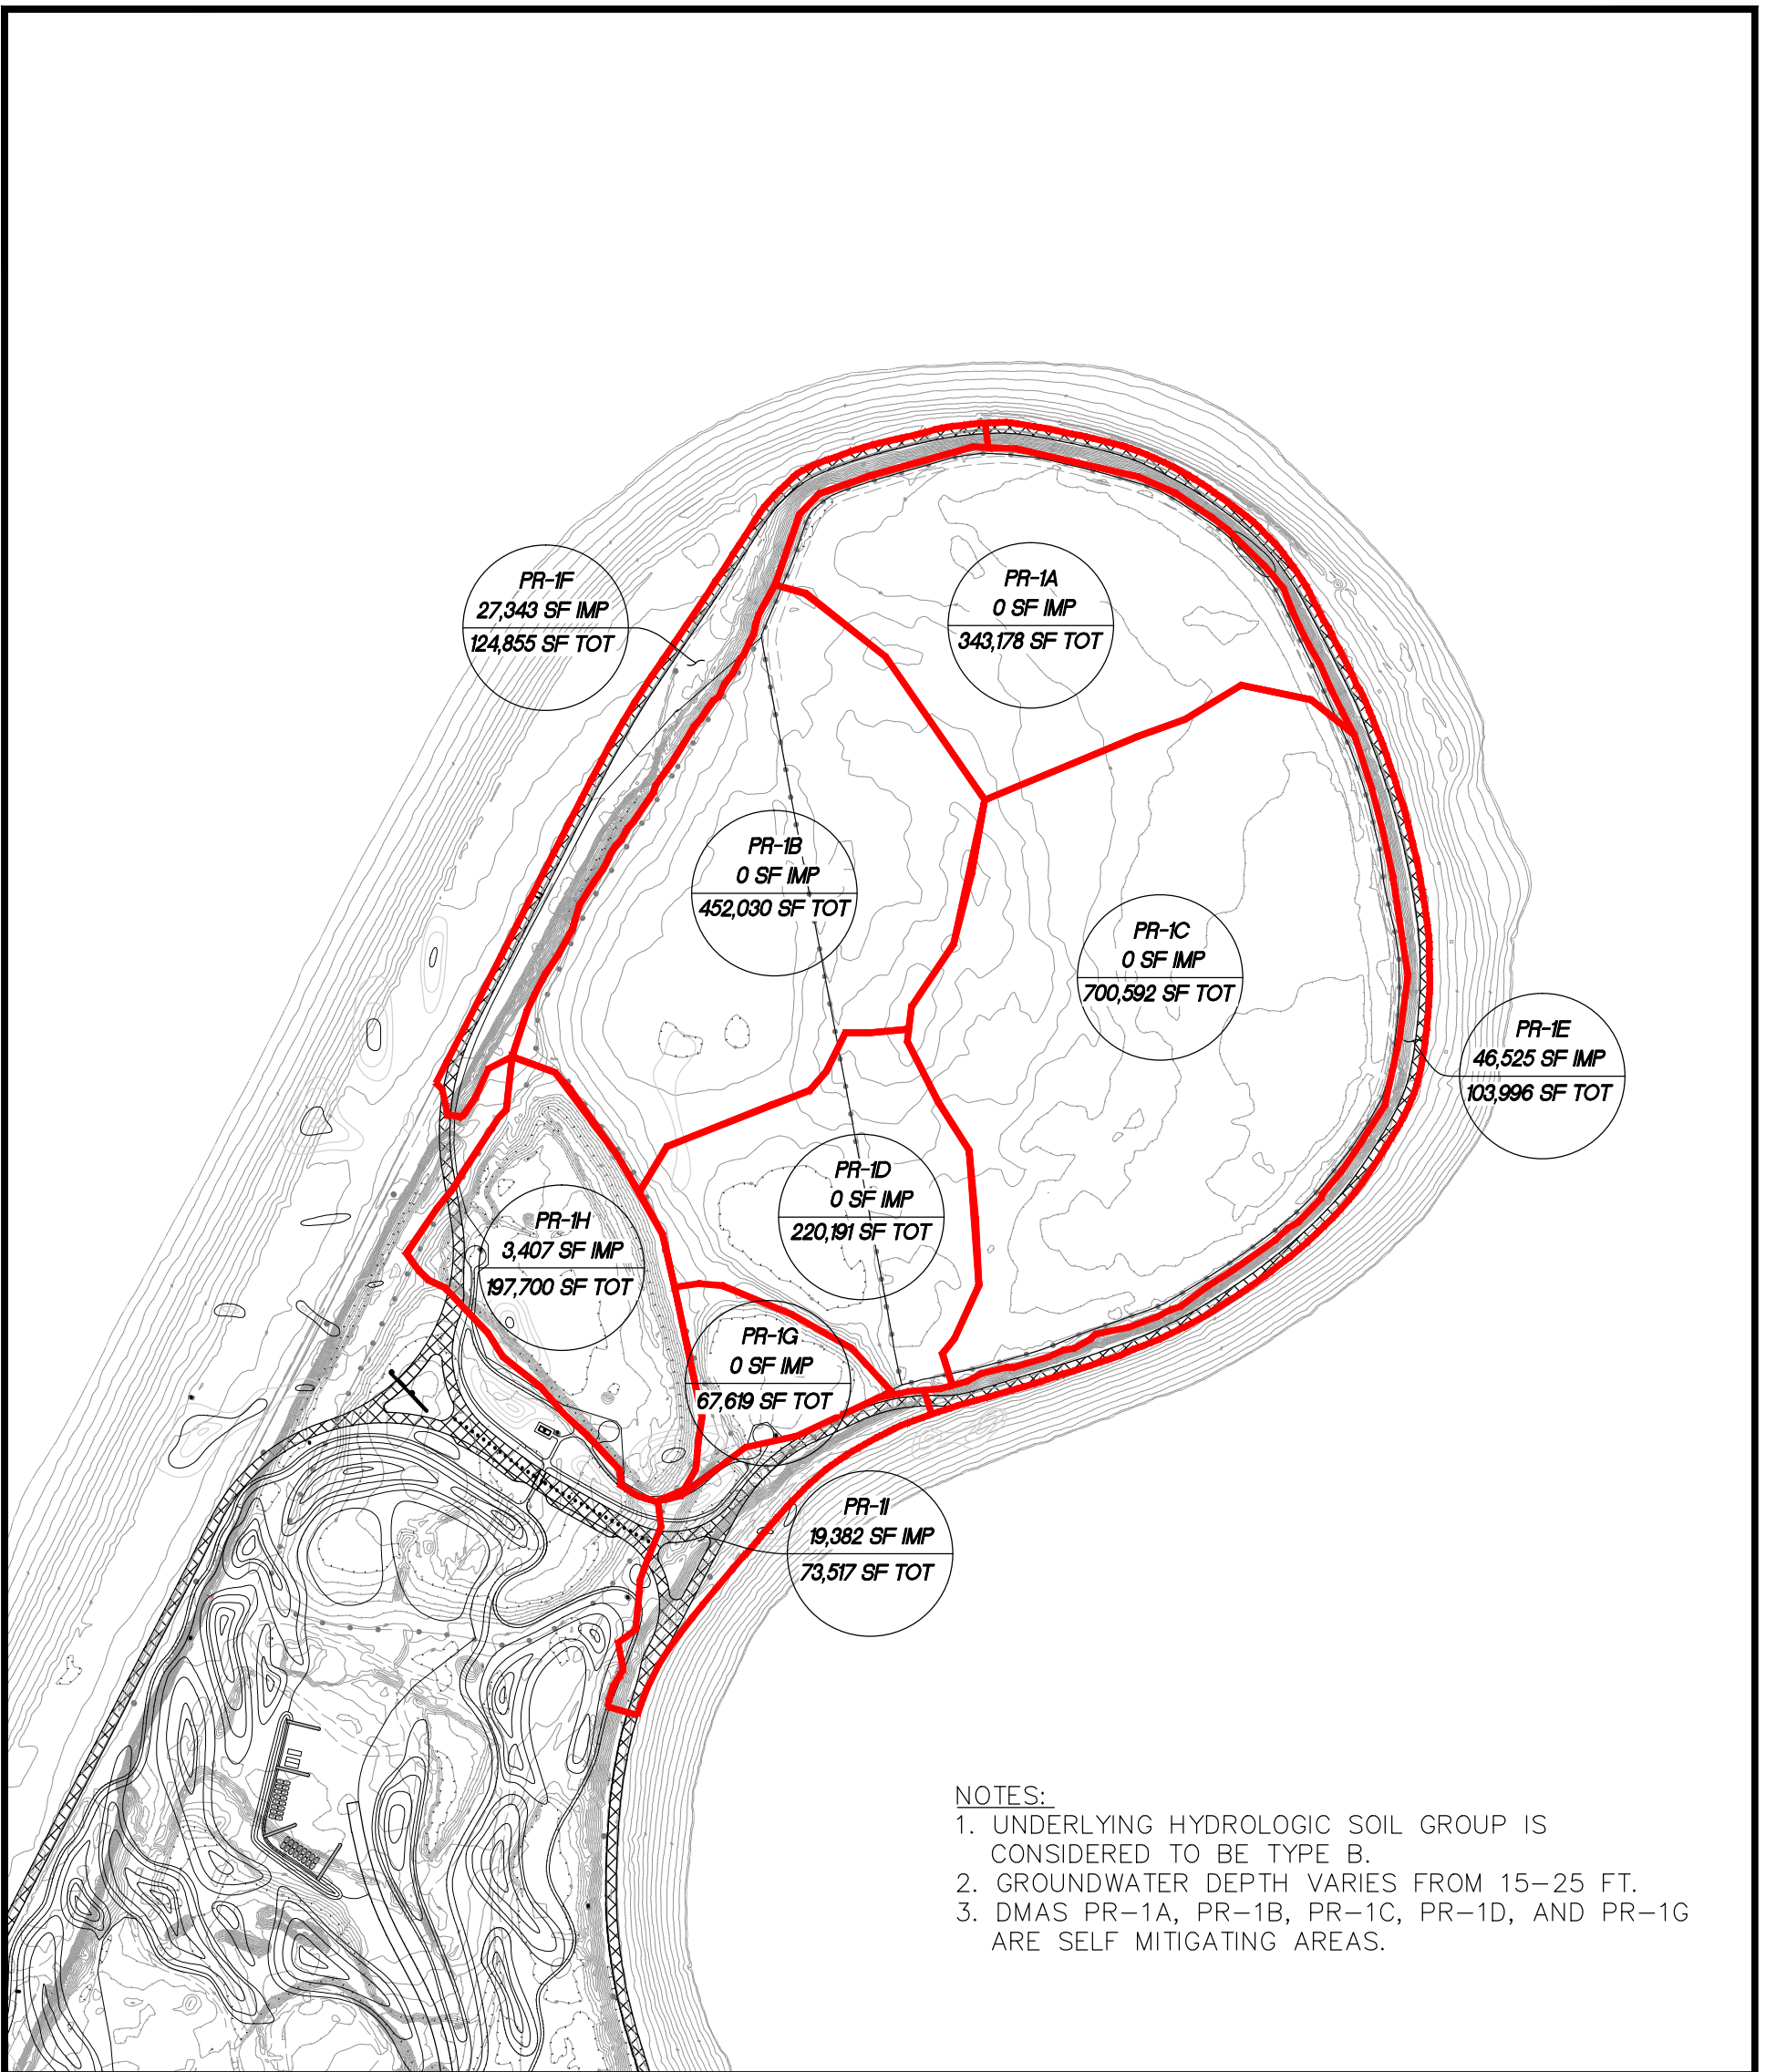 PR-1F
27,343 SF IMP
124,855 SF TOT
PR-1A
0 SF IMP
343,178 SF TOT
PR-1B
0 SF IMP
452,030 SF TOT
PR-1C
0 SF IMP
700,592 SF TOT
PR-1E
46,525 SF IMP
103,996 SF TOT
PR-1D
0 SF IMP
220,191 SF TOT
PR-1H
3,407 SF IMP
197,700 SF TOT
PR-1G
0 SF IMP
67,619 SF TOT
PR-1I
19,382 SF IMP
73,517 SF TOT
NOTES:
1. UNDERLYING HYDROLOGIC SOIL GROUP IS
CONSIDERED TO BE TYPE B.
2. GROUNDWATER DEPTH VARIES FROM 15-25 FT.
3. DMAS PR-1A, PR-1B, PR-1C, PR-1D, AND PR-1G
ARE SELF MITIGATING AREAS.